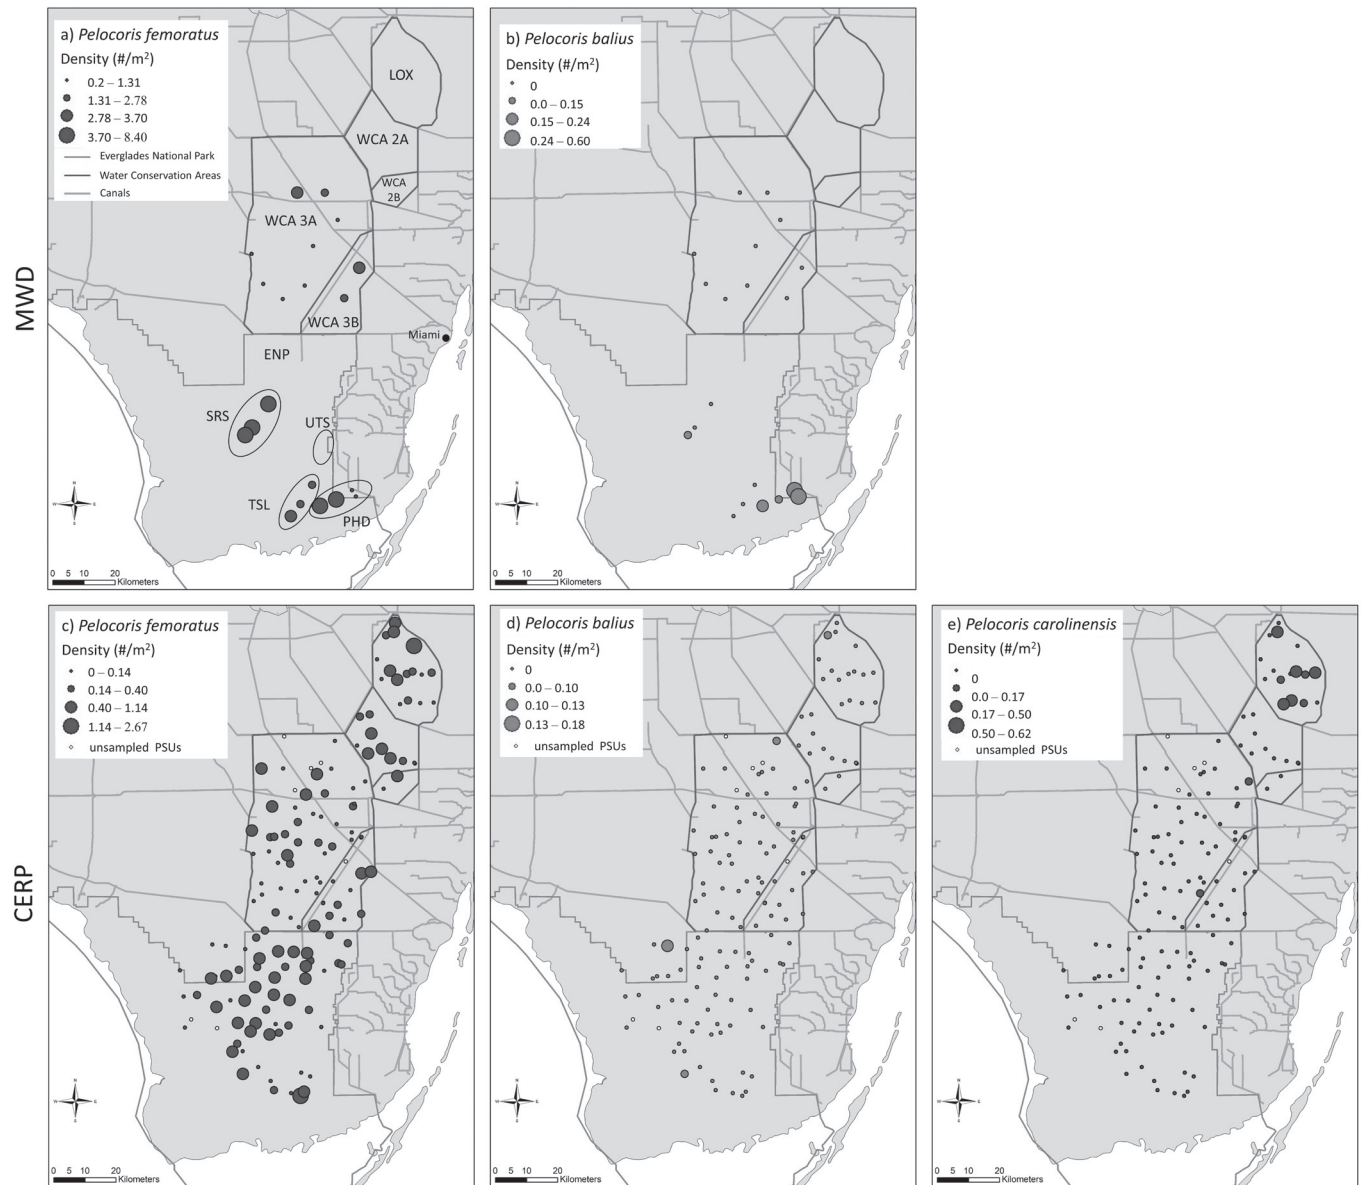 MWD
a) Pelocoris femoratus
Density (#/m²)
0.2 – 1.31
1.31 – 2.78
2.78 – 3.70
3.70 – 8.40
Everglades National Park
Water Conservation Areas
Canals
LOX
WCA 2A
WCA
2B
WCA 3A
WCA 3B
Miami
ENP
SRS
UTS
TSL
PHD
N
W E
S
0 5 10 20
Kilometers
b) Pelocoris balius
Density (#/m²)
0
0.0 – 0.15
0.15 – 0.24
0.24 – 0.60
N
W E
S
0 5 10 20
Kilometers
CERP
c) Pelocoris femoratus
Density (#/m²)
0 – 0.14
0.14 – 0.40
0.40 – 1.14
1.14 – 2.67
unsampled PSUs
N
W E
S
0 5 10 20
Kilometers
d) Pelocoris balius
Density (#/m²)
0
0.0 – 0.10
0.10 – 0.13
0.13 – 0.18
unsampled PSUs
N
W E
S
0 5 10 20
Kilometers
e) Pelocoris carolinensis
Density (#/m²)
0
0.0 – 0.17
0.17 – 0.50
0.50 – 0.62
unsampled PSUs
N
W E
S
0 5 10 20
Kilometers